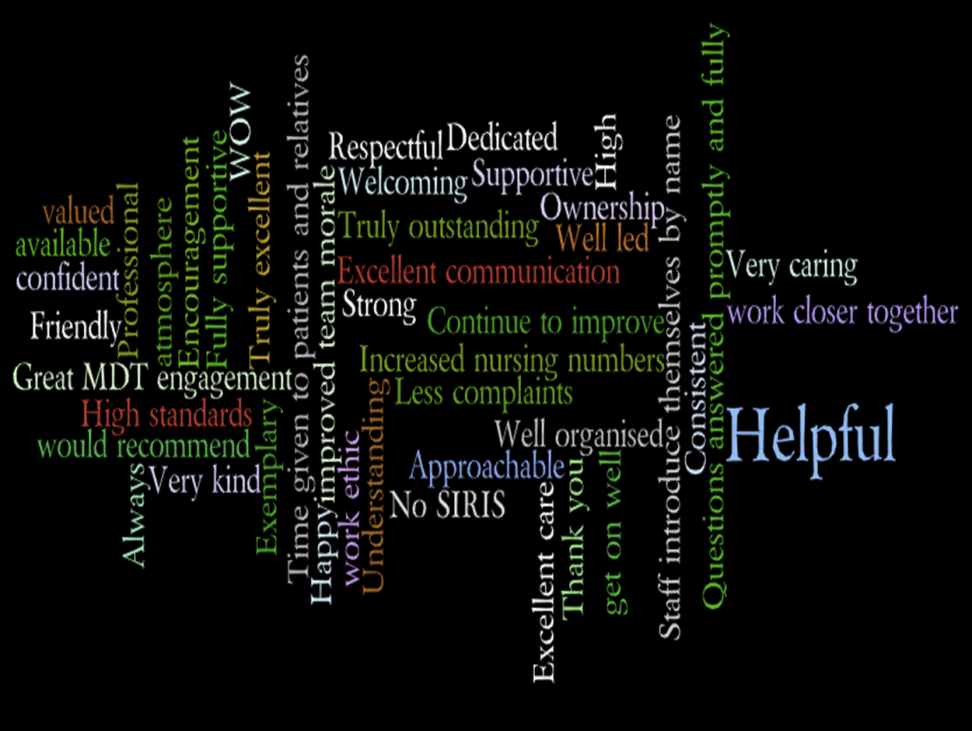 valued
available
confident
Friendly
Professional
atmosphere
Encouragement
Fully supportive
WOW
Truly excellent
Great MDT engagement
High standards
would recommend
Always
Very kind
Exemplary
Time given to patients and relatives
Happy
improved team morale
work ethic
Understanding
Respectful
Dedicated
Welcoming
Supportive
High
Ownership
Truly outstanding
Well led
Excellent communication
Strong
Continue to improve
Increased nursing numbers
Less complaints
Well organised
Approachable
No SIRIS
Excellent care
Thank you
get on well
Staff introduce themselves by name
Consistent
Questions answered promptly and fully
Very caring
work closer together
Helpful